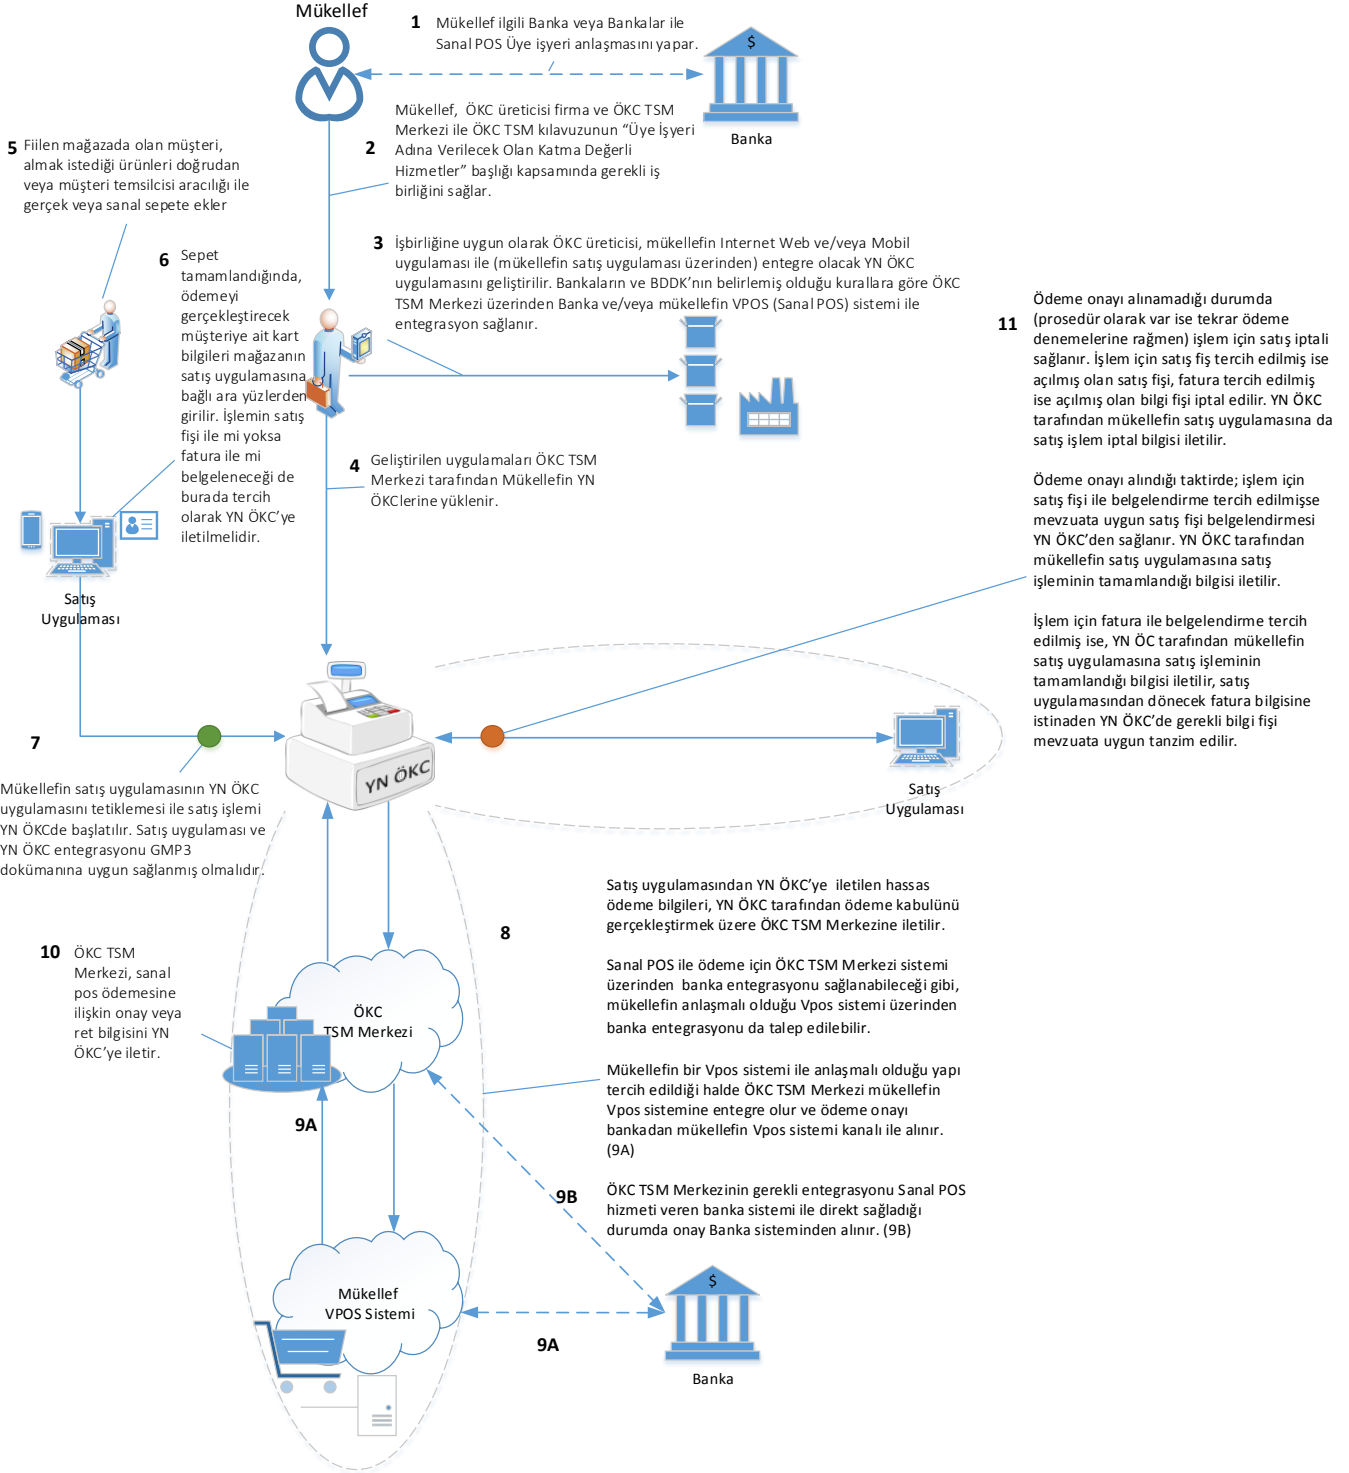 Mükellef
1
Mükellef ilgili Banka veya Bankalar ile
Sanal POS Üye işyeri anlaşmasını yapar.
$
Banka
2
Mükellef, ÖKC üreticisi firma ve ÖKC TSM
Merkezi ile ÖKC TSM kılavuzunun “Üye İşyeri
Adına Verilecek Olan Katma Değerli
Hizmetler” başlığı kapsamında gerekli iş
birliğini sağlar.
5
Fiilen mağazada olan müşteri,
almak istediği ürünleri doğrudan
veya müşteri temsilcisi aracılığı ile
gerçek veya sanal sepete ekler
6
Sepet
tamamlandığında,
ödemeyi
gerçekleştirecek
müşteriye ait kart
bilgileri mağazanın
satış uygulamasına
bağlı ara yüzlerden
girilir. İşlemin satış
fişi ile mi yoksa
fatura ile mi
belgeleneceği de
burada tercih
olarak YN ÖKC’ye
iletilmelidir.
3
İşbirliğine uygun olarak ÖKC üreticisi, mükellefin Internet Web ve/veya Mobil
uygulaması ile (mükellefin satış uygulaması üzerinden) entegre olacak YN ÖKC
uygulamasını geliştirilir. Bankaların ve BDDK’nın belirlemiş olduğu kurallara göre ÖKC
TSM Merkezi üzerinden Banka ve/veya mükellefin VPOS (Sanal POS) sistemi ile
entegrasyon sağlanır.
4
Geliştirilen uygulamaları ÖKC TSM
Merkezi tarafından Mükellefin YN
ÖKClerine yüklenir.
11
Ödeme onayı alınamadığı durumda
(prosedür olarak var ise tekrar ödeme
denemelerine rağmen) işlem için satış iptali
sağlanır. İşlem için satış fiş tercih edilmiş ise
açılmış olan satış fişi, fatura tercih edilmiş
ise açılmış olan bilgi fişi iptal edilir. YN ÖKC
tarafından mükellefin satış uygulamasına da
satış işlem iptal bilgisi iletilir.
Ödeme onayı alındığı taktirde; işlem için
satış fişi ile belgelendirme tercih edilmişse
mevzuata uygun satış fişi belgelendirmesi
YN ÖKC’den sağlanır. YN ÖKC tarafından
mükellefin satış uygulamasına satış
işleminin tamamlandığı bilgisi iletilir.
İşlem için fatura ile belgelendirme tercih
edilmiş ise, YN ÖC tarafından mükellefin
satış uygulamasına satış işleminin
tamamlandığı bilgisi iletilir, satış
uygulamasından dönecek fatura bilgisine
istinaden YN ÖKC’de gerekli bilgi fişi
mevzuata uygun tanzim edilir.
Satış
Uygulaması
YN ÖKC
Satış
Uygulaması
7
Mükellefin satış uygulamasının YN ÖKC
uygulamasını tetiklemesi ile satış işlemi
YN ÖKCde başlatılır. Satış uygulaması ve
YN ÖKC entegrasyonu GMP3
dokümanına uygun sağlanmış olmalıdır.
8
Satış uygulamasından YN ÖKC’ye iletilen hassas
ödeme bilgileri, YN ÖKC tarafından ödeme kabulünü
gerçekleştirmek üzere ÖKC TSM Merkezine iletilir.
Sanal POS ile ödeme için ÖKC TSM Merkezi sistemi
üzerinden banka entegrasyonu sağlanabileceği gibi,
mükellefin anlaşmalı olduğu Vpos sistemi üzerinden
banka entegrasyonu da talep edilebilir.
Mükellefin bir Vpos sistemi ile anlaşmalı olduğu yapı
tercih edildiği halde ÖKC TSM Merkezi mükellefin
Vpos sistemine entegre olur ve ödeme onayı
bankadan mükellefin Vpos sistemi kanalı ile alınır.
(9A)
ÖKC TSM Merkezinin gerekli entegrasyonu Sanal POS
hizmeti veren banka sistemi ile direkt sağladığı
durumda onay Banka sisteminden alınır. (9B)
10
ÖKC TSM
Merkezi, sanal
pos ödemesine
ilişkin onay veya
ret bilgisini YN
ÖKC’ye iletir.
ÖKC
TSM Merkezi
9A
9B
Mükellef
VPOS Sistemi
9A
$
Banka